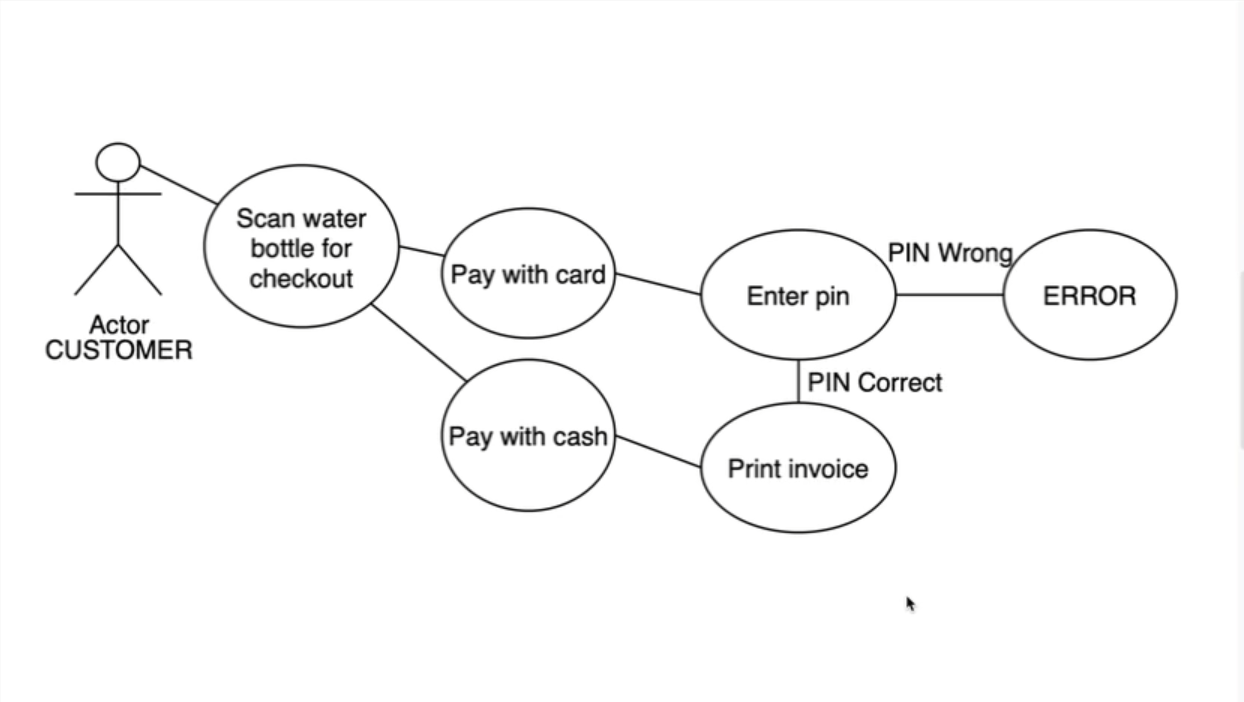 Scan water
bottle for
checkout
Pay with card
Enter pin
PIN Wrong
ERROR
Actor
CUSTOMER
PIN Correct
Pay with cash
Print invoice